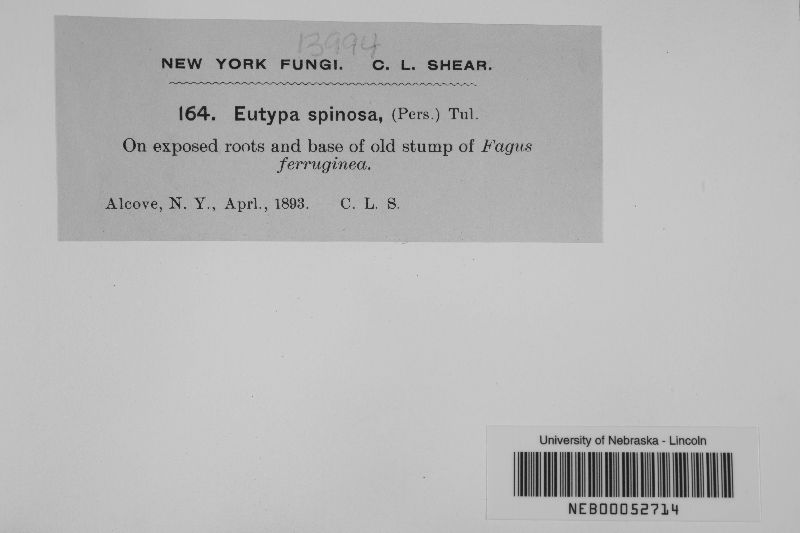 13994
NEW YORK FUNGI. C. L. SHEAR.
164. Eutypa spinosa, (Pers.) Tul.
On exposed roots and base of old stump of Fagus
ferruginea.
Alcove, N. Y., Aprl., 1893. C. L. S.
University of Nebraska - Lincoln
NEB00052714